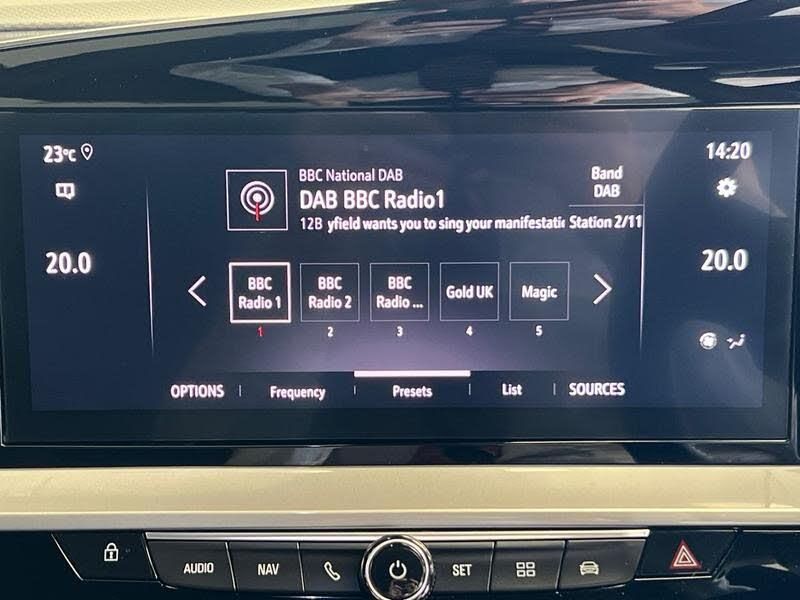 23°C
14:20
BBC National DAB
DAB BBC Radio1
12B yfield wants you to sing your manifestatio
Band
DAB
Station 2/11
20.0
20.0
BBC
Radio 1
BBC
Radio 2
BBC
Radio ...
Gold UK
Magic
1
2
3
4
5
OPTIONS
Frequency
Presets
List
SOURCES
AUDIO
NAV
SET